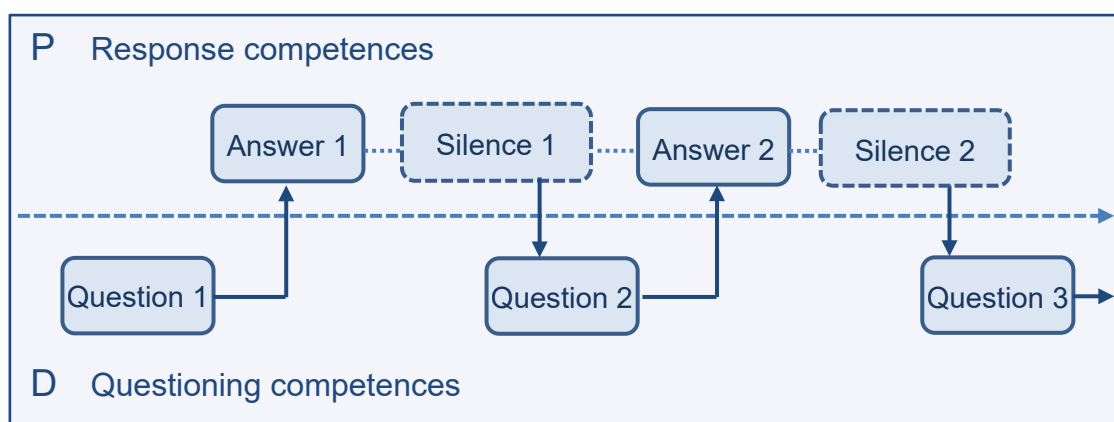 P Response competences
Answer 1
Silence 1
Answer 2
Silence 2
Question 1
Question 2
Question 3
D Questioning competences